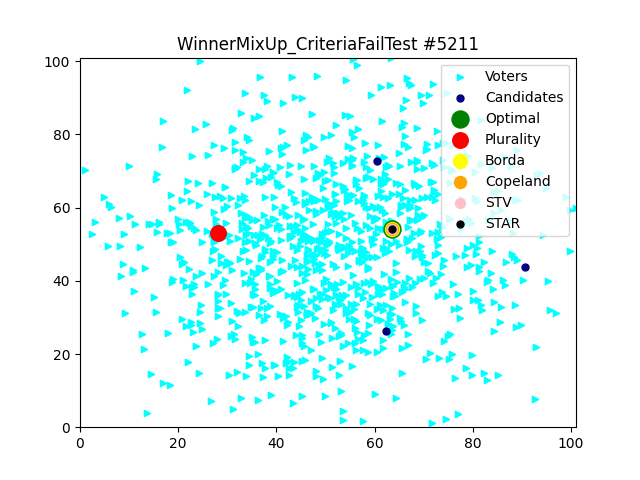 WinnerMixUp_CriteriaFailTest #5211
100
80
60
40
20
0
0 20 40 60 80 100
Voters
Candidates
Optimal
Plurality
Borda
Copeland
STV
STAR